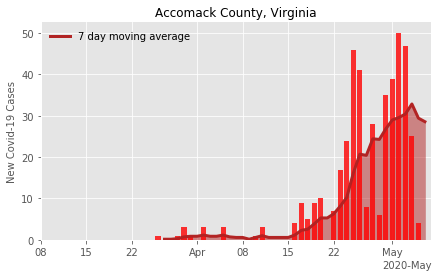 Accomack County, Virginia
7 day moving average
New Covid-19 Cases
50
40
30
20
10
0
08 15 22 Apr 08 15 22 May
2020-May